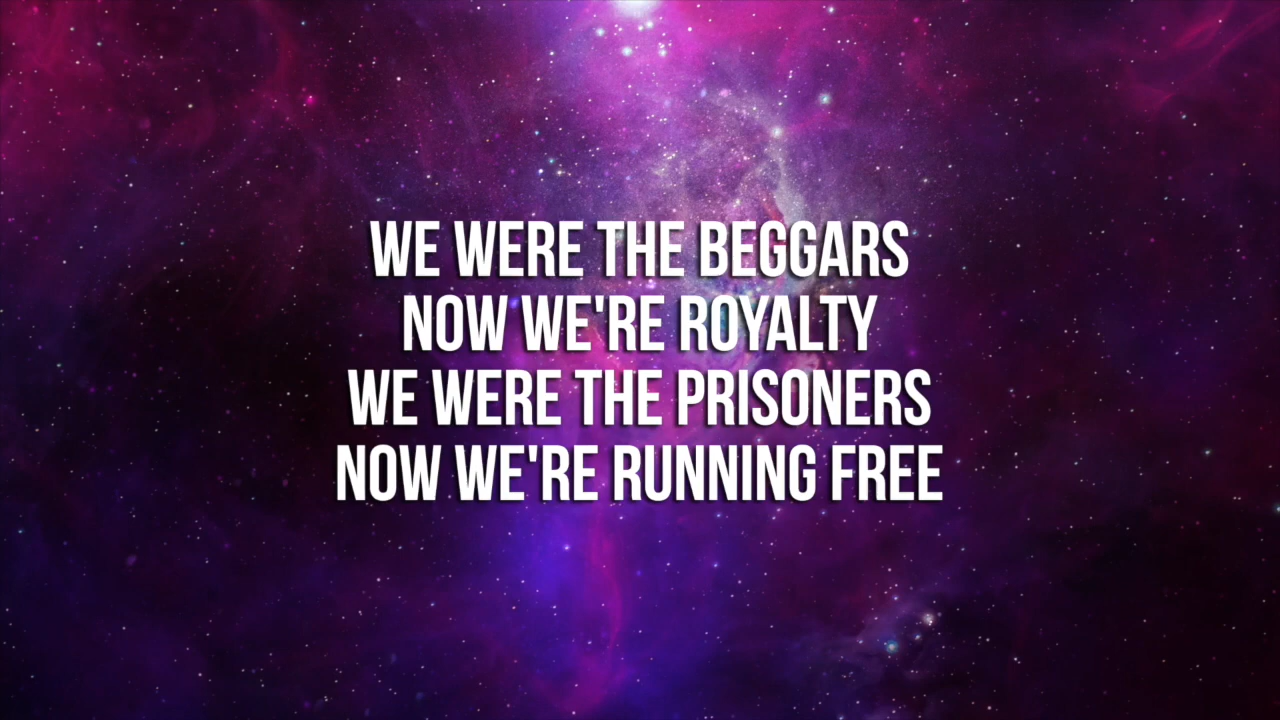 WE WERE THE BEGGARS
NOW WE'RE ROYALTY
WE WERE THE PRISONERS
NOW WE'RE RUNNING FREE